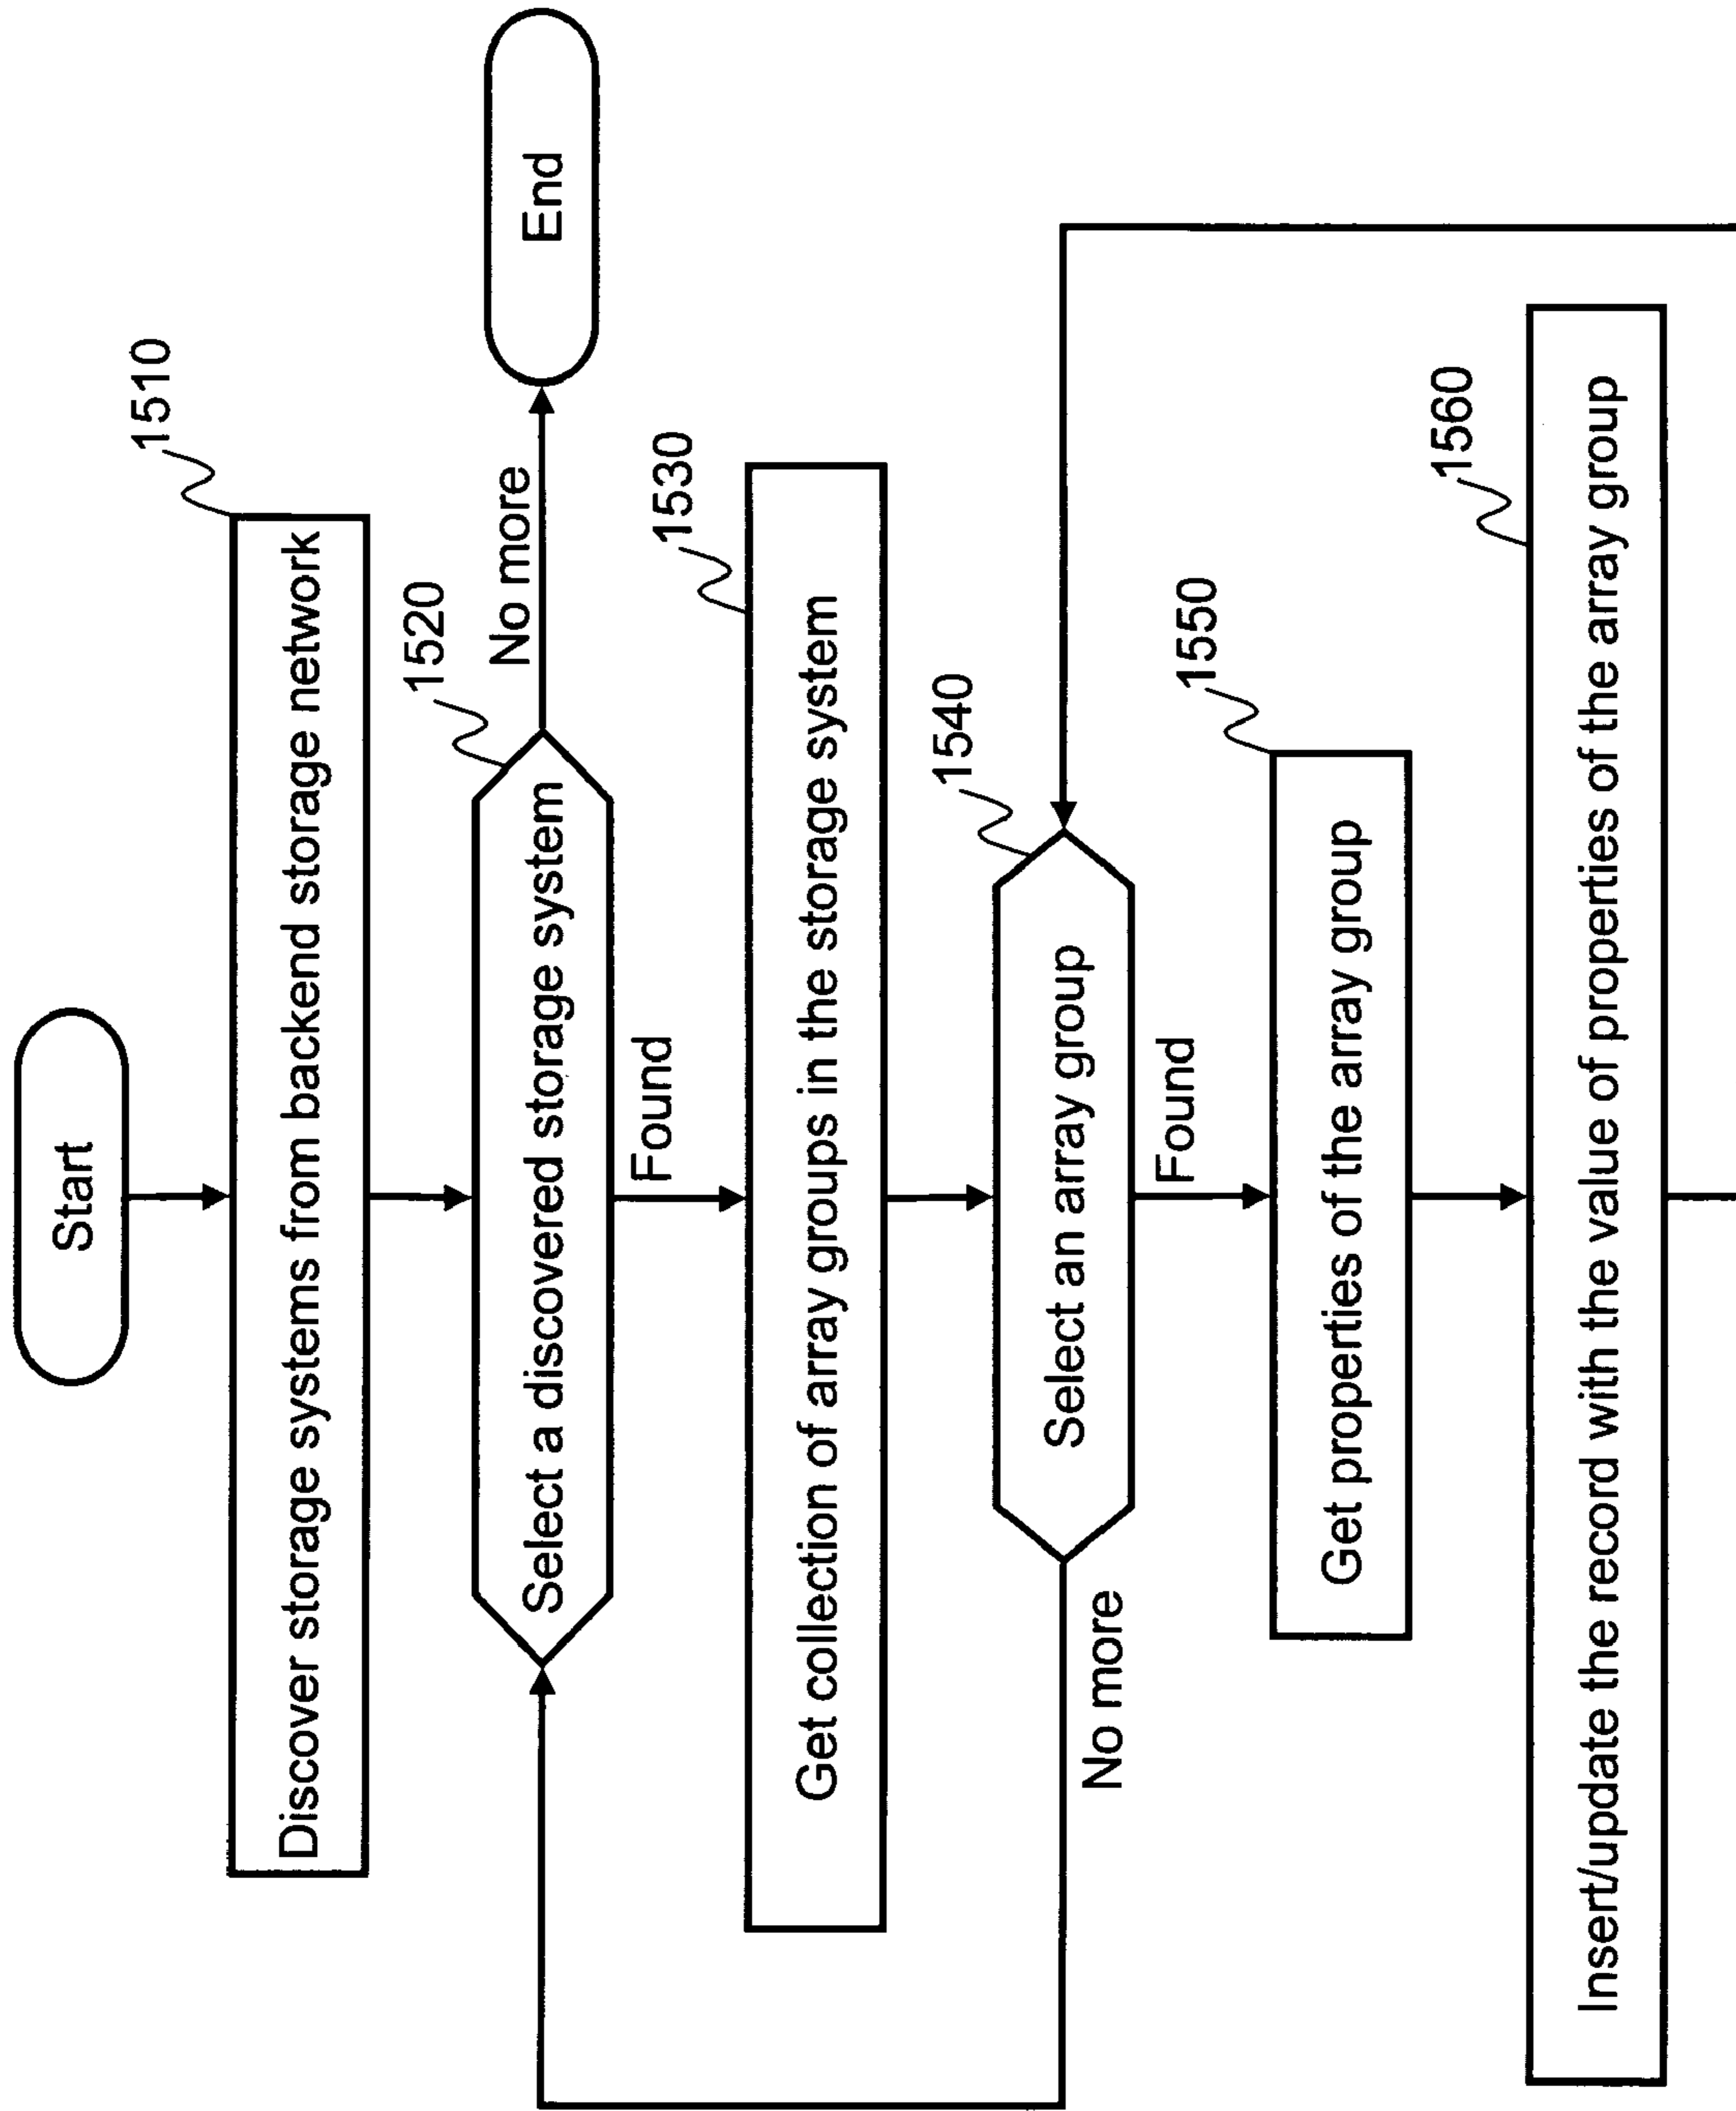 Start
1510
Discover storage systems from backend storage network
1520
Select a discovered storage system
No more
End
Found
1530
Get collection of array groups in the storage system
1540
Select an array group
No more
Found
1550
Get properties of the array group
1560
Insert/update the record with the value of properties of the array group